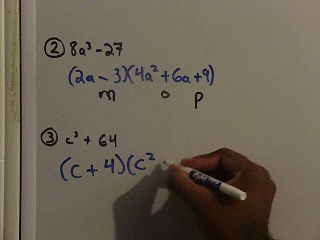 ② 8a³ - 27
(2a - 3)(4a² + 6a + 9)
m o p
③ c³ + 64
(c + 4)(c²